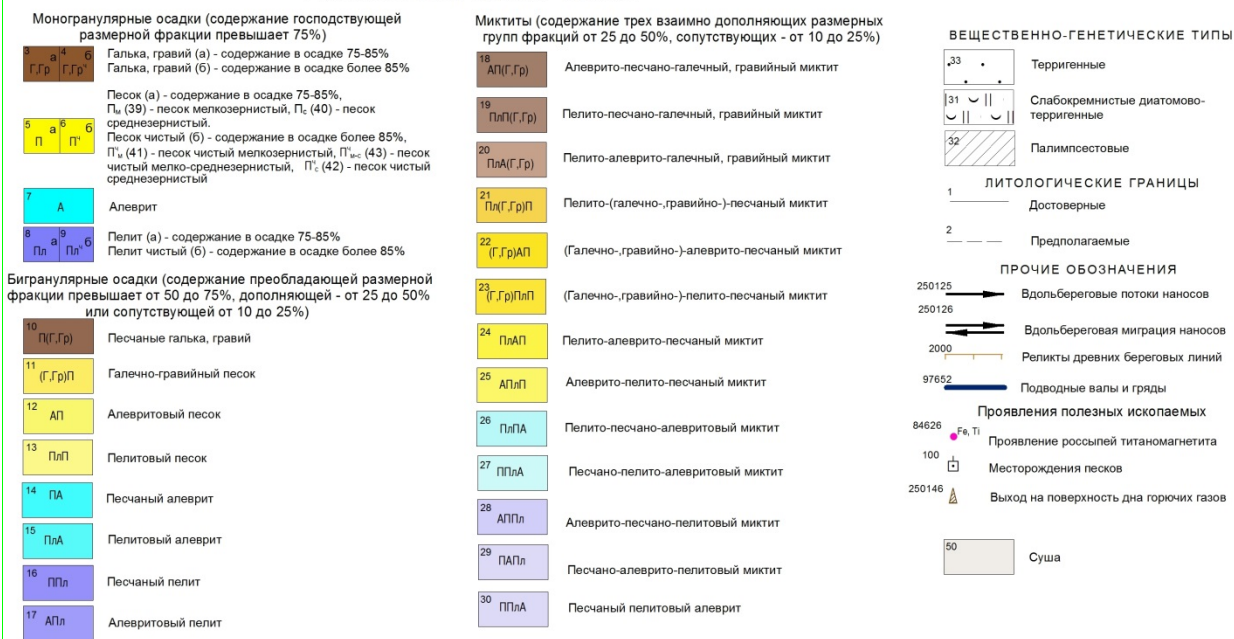 Моногранулярные осадки (содержание господствующей
размерной фракции превышает 75%)
3 а 4 б
Г,Гр Г,Грч
Галька, гравий (а) - содержание в осадке 75-85%
Галька, гравий (б) - содержание в осадке более 85%
5 а 6 б
П Пч
Песок (а) - содержание в осадке 75-85%,
Пм (39) - песок мелкозернистый, Пс (40) - песок
среднезернистый.
Песок чистый (б) - содержание в осадке более 85%,
Пчм (41) - песок чистый мелкозернистый, Пчм-с (43) - песок
чистый мелко-среднезернистый, Пчс (42) - песок чистый
среднезернистый
7 А
Алеврит
8 а 9 б
Пл Плч
Пелит (а) - содержание в осадке 75-85%
Пелит чистый (б) - содержание в осадке более 85%
Бигранулярные осадки (содержание преобладающей размерной
фракции превышает от 50 до 75%, дополняющей - от 25 до 50%
или сопутствующей от 10 до 25%)
10 П(Г,Гр) Песчаные галька, гравий
11 (Г,Гр)П Галечно-гравийный песок
12 АП Алевритовый песок
13 ПлП Пелитовый песок
14 ПА Песчаный алеврит
15 ПлА Пелитовый алеврит
16 ППл Песчаный пелит
17 АПл Алевритовый пелит
Миктиты (содержание трех взаимно дополняющих размерных
групп фракций от 25 до 50%, сопутствующих - от 10 до 25%)
18 АП(Г,Гр) Алеврито-песчано-галечный, гравийный миктит
19 ПлП(Г,Гр) Пелито-песчано-галечный, гравийный миктит
20 ПлА(Г,Гр) Пелито-алеврито-галечный, гравийный миктит
21 Пл(Г,Гр)П Пелито-(галечно-,гравийно-)-песчаный миктит
22 (Г,Гр)АП (Галечно-,гравийно-)-алеврито-песчаный миктит
23 (Г,Гр)ПлП (Галечно-,гравийно-)-пелито-песчаный миктит
24 ПлАП Пелито-алеврито-песчаный миктит
25 АПлП Алеврито-пелито-песчаный миктит
26 ПлПА Пелито-песчано-алевритовый миктит
27 ППлА Песчано-пелито-алевритовый миктит
28 АППл Алеврито-песчано-пелитовый миктит
29 ПАПл Песчано-алеврито-пелитовый миктит
30 ППлА Песчаный пелитовый алеврит
ВЕЩЕСТВЕННО-ГЕНЕТИЧЕСКИЕ ТИПЫ
33 Терригенные
31 Слабокремнистые диатомово-
терригенные
32 Палимпсестовые
ЛИТОЛОГИЧЕСКИЕ ГРАНИЦЫ
1 Достоверные
2 Предполагаемые
ПРОЧИЕ ОБОЗНАЧЕНИЯ
250125 Вдольбереговые потоки наносов
250126 Вдольбереговая миграция наносов
2000 Реликты древних береговых линий
97652 Подводные валы и гряды
Проявления полезных ископаемых
84626 Fe, Ti Проявление россыпей титаномагнетита
100 Месторождения песков
250146 Выход на поверхность дна горючих газов
50 Суша